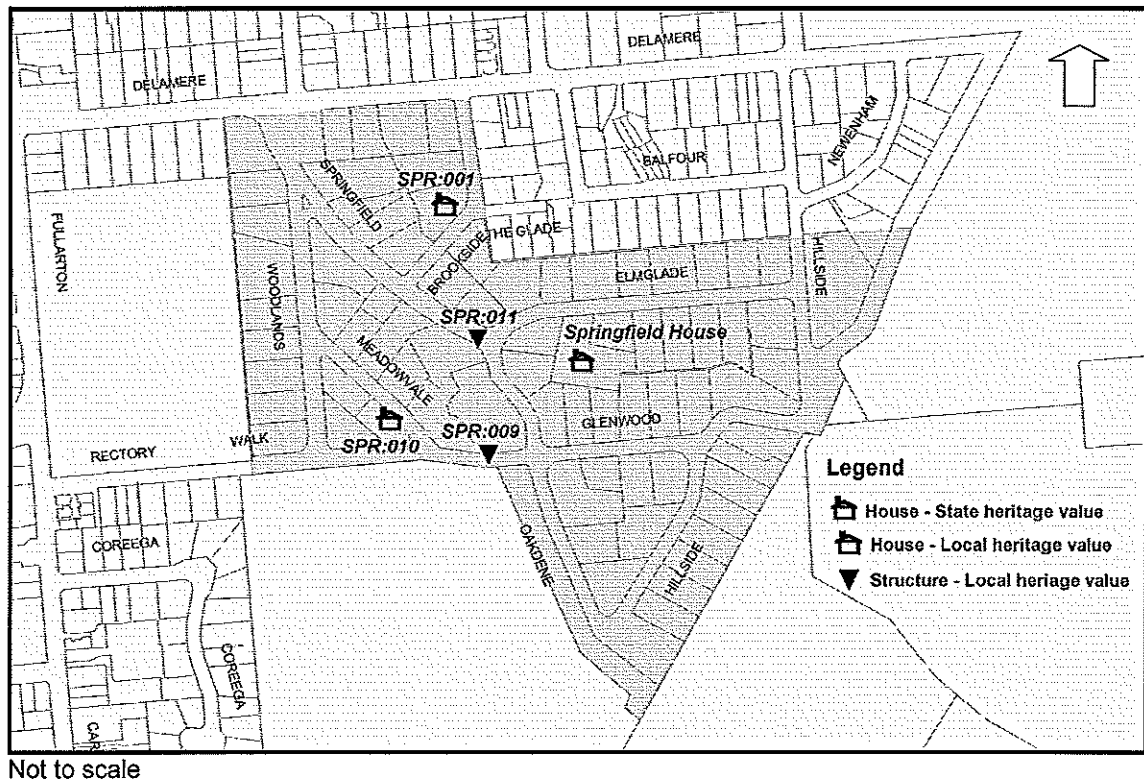 DELAMERE
DELAMERE
NEWENHAM
BALFOUR
SPRINGFIELD
SPR:001
FULLARTON
THE GLADE
BROOKSIDE
HILLSIDE
WOODLANDS
ELMGLADE
SPR:011
Springfield House
MEADOWVALE
GLENWOOD
SPR:009
WALK
SPR:010
RECTORY
Legend
House - State heritage value
House - Local heritage value
Structure - Local heriage value
COREEGA
OAKDENE
HILLSIDE
COREEGA
Not to scale